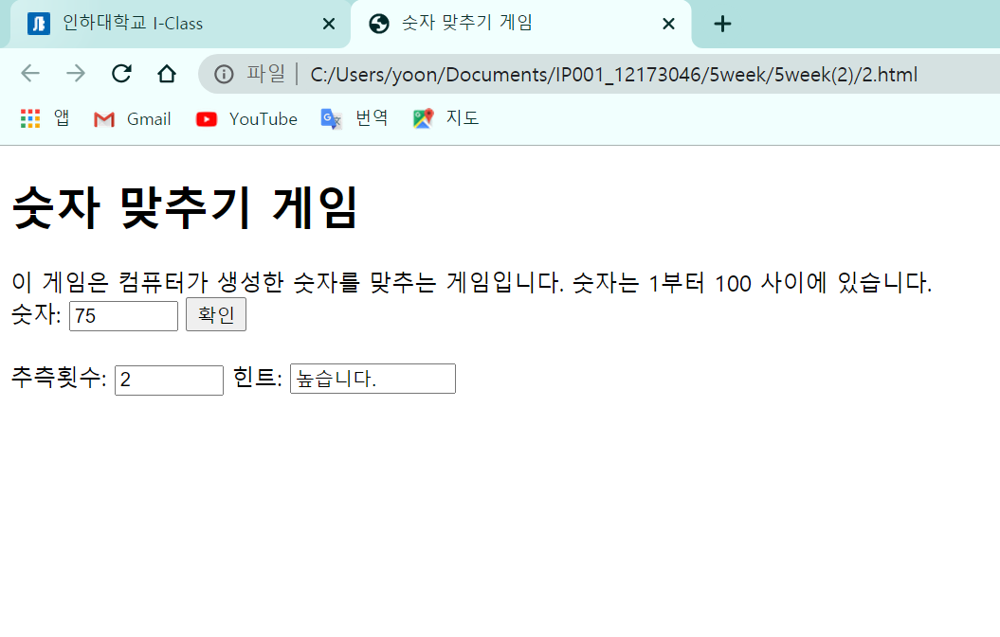 인하대학교 I-Class
숫자 맞추기 게임
파일 | C:/Users/yoon/Documents/IP001_12173046/5week/5week(2)/2.html
앱 Gmail YouTube 번역 지도
숫자 맞추기 게임
이 게임은 컴퓨터가 생성한 숫자를 맞추는 게임입니다. 숫자는 1부터 100 사이에 있습니다.
숫자: 75 확인
추측횟수: 2 힌트: 높습니다.